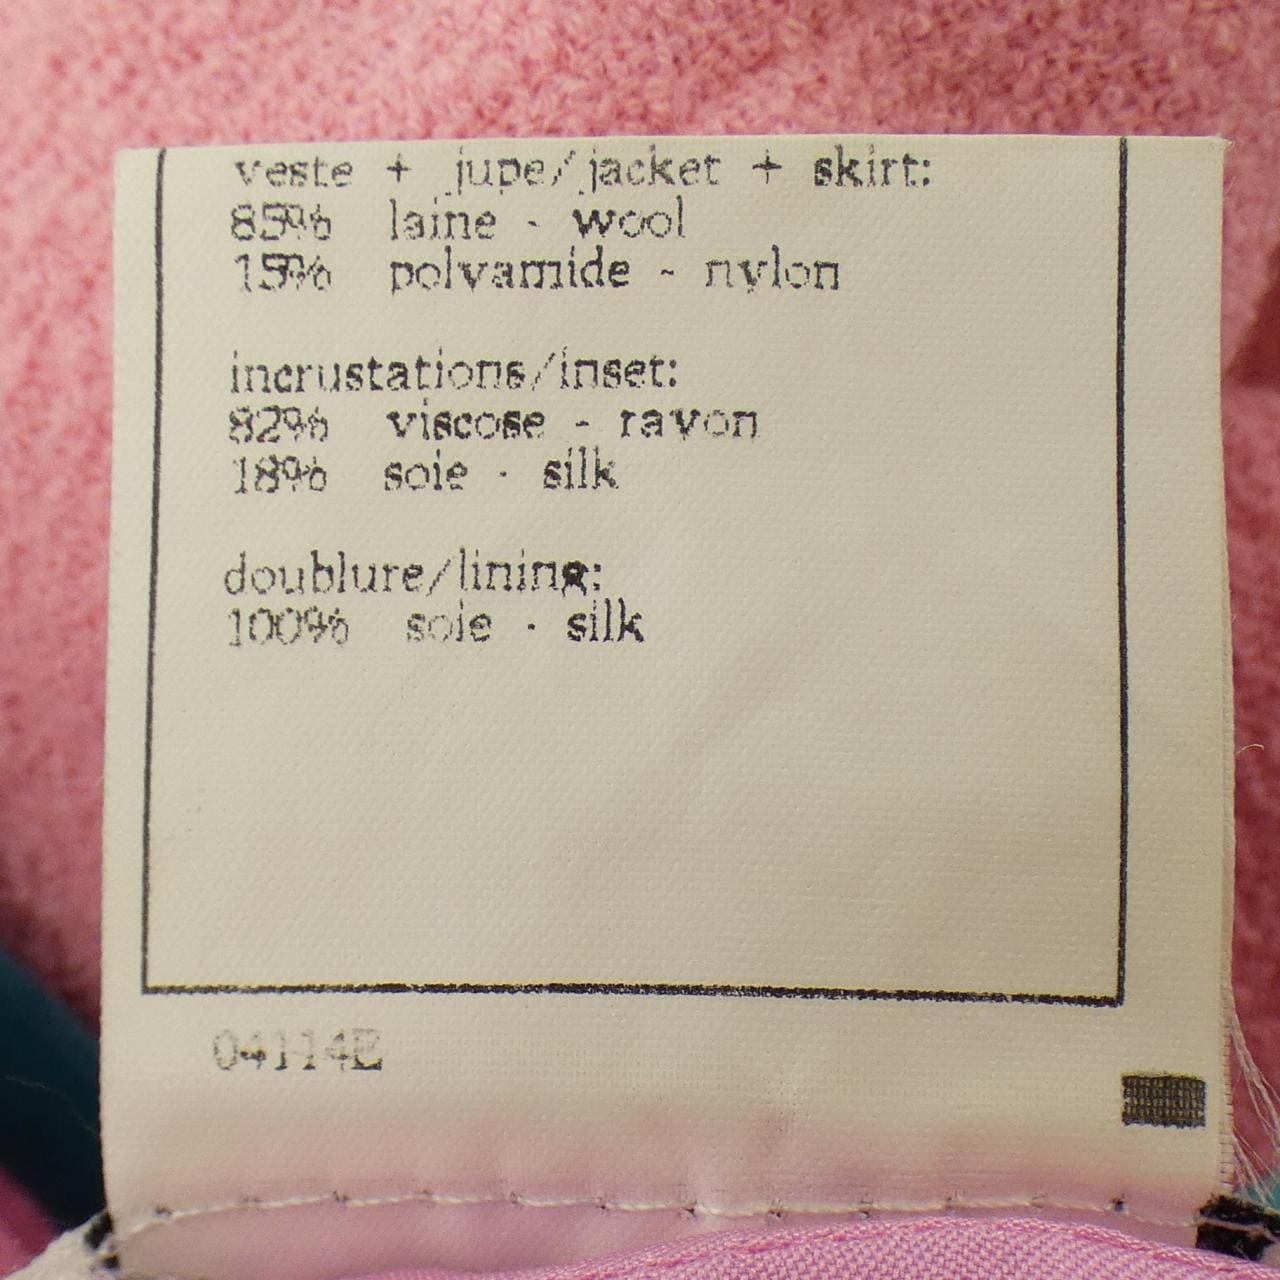 veste + jupe/jacket + skirt:
85% laine - wool
15% polyamide - nylon
incrustations/inset:
82% viscose - rayon
18% soie - silk
doublure/lining:
100% soie - silk
04114E